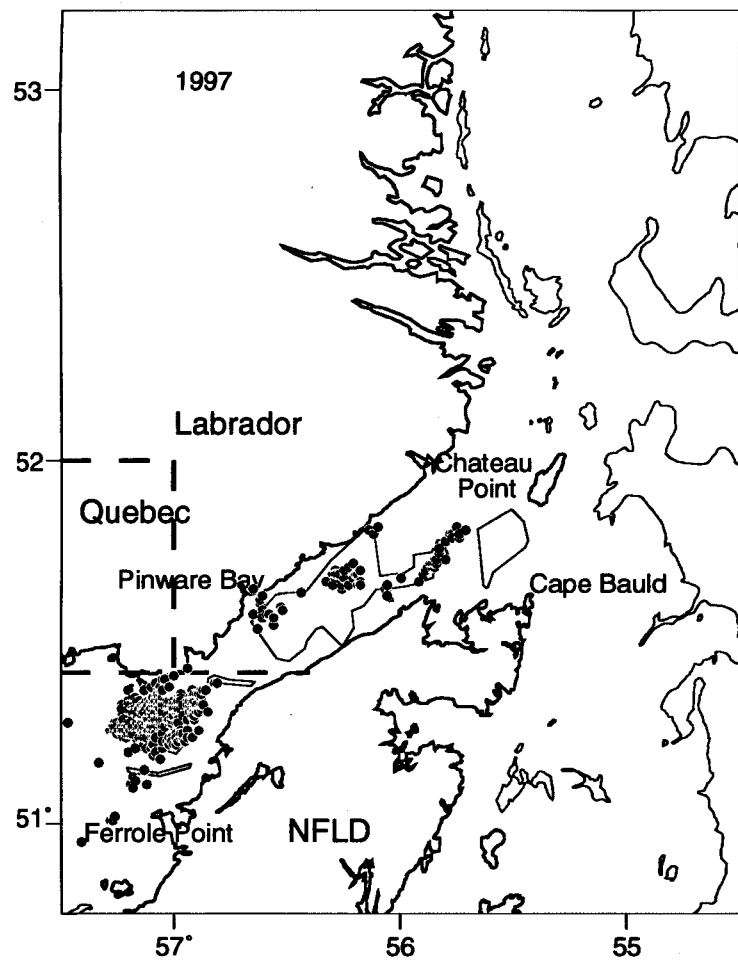 53
1997
Labrador
52
Chateau
Point
Quebec
Pinware Bay
Cape Bauld
51°
Ferrole Point
NFLD
57°
56
55